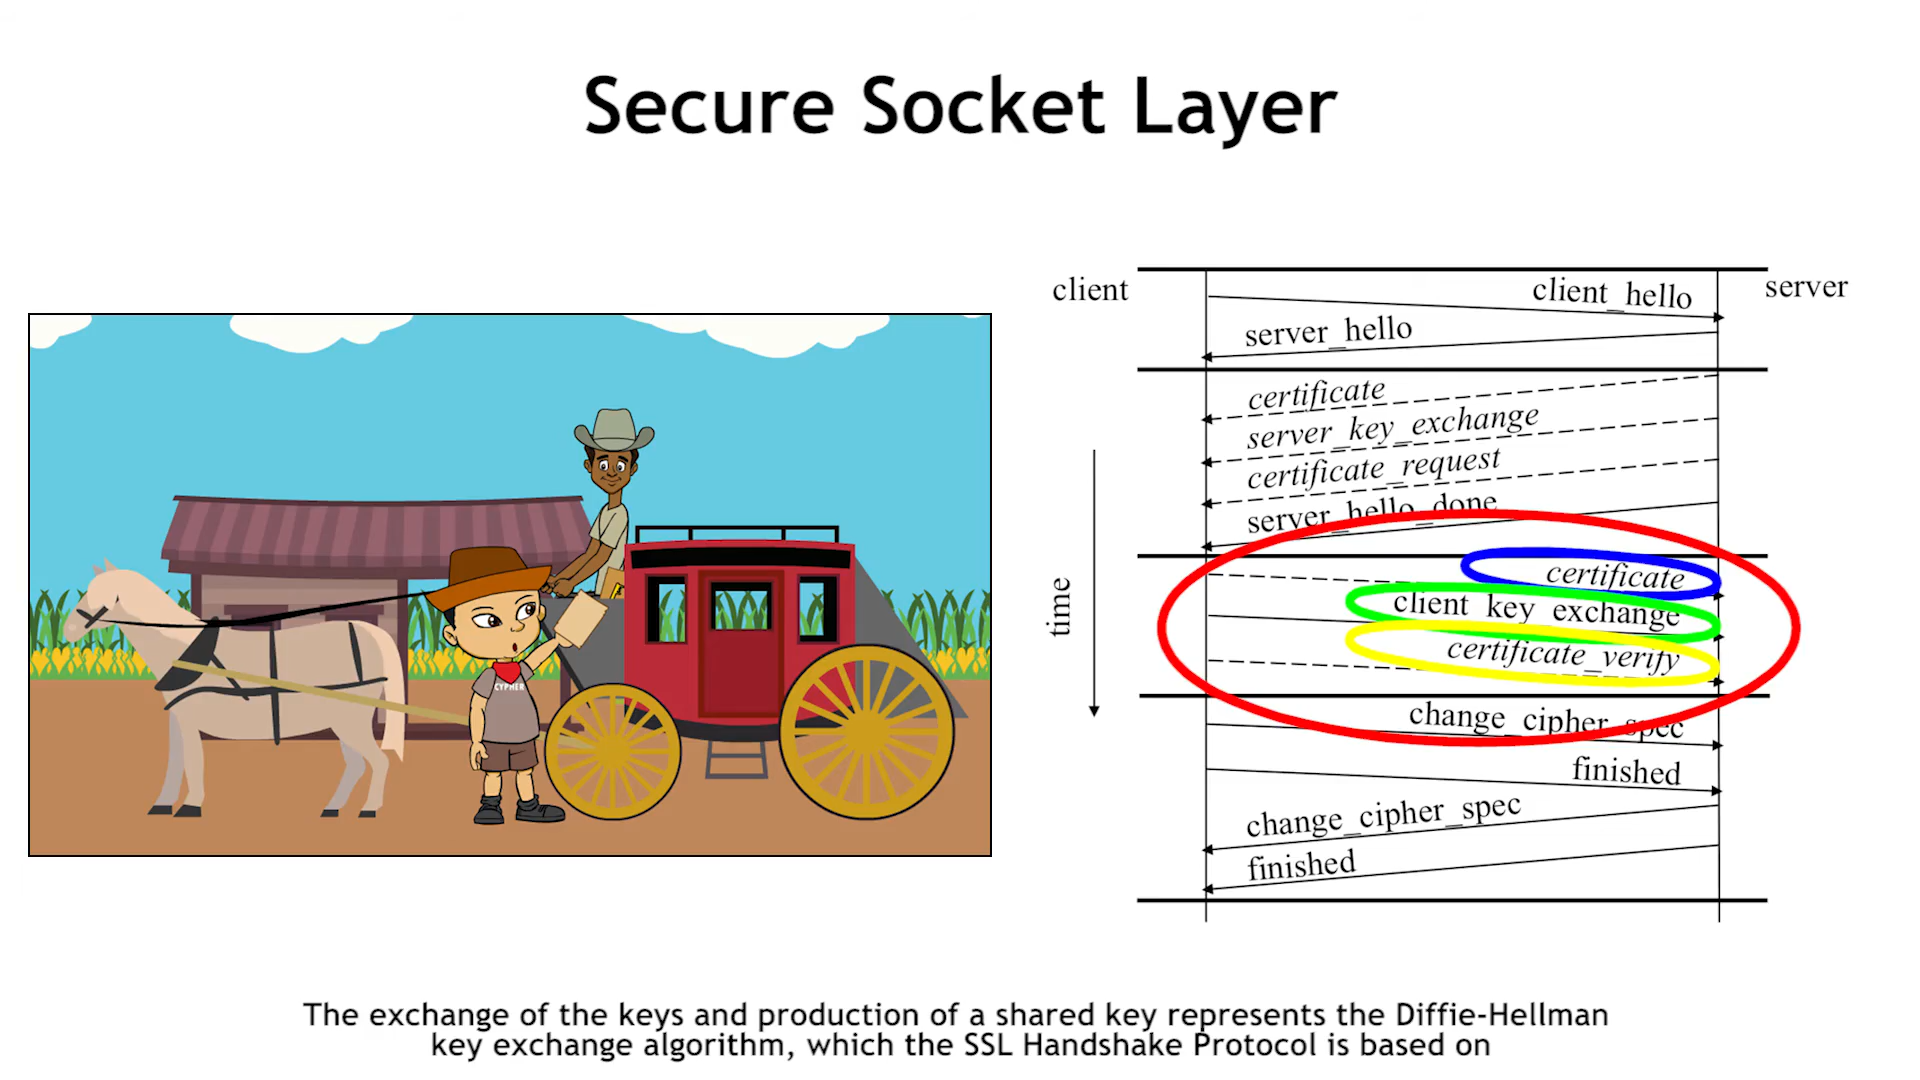 Secure Socket Layer
client
server
client_hello
server_hello
certificate
server_key_exchange
certificate_request
server_hello_done
certificate
client_key_exchange
certificate_verify
time
change_cipher_spec
finished
change_cipher_spec
finished
CYPHER
The exchange of the keys and production of a shared key represents the Diffie-Hellman
key exchange algorithm, which the SSL Handshake Protocol is based on